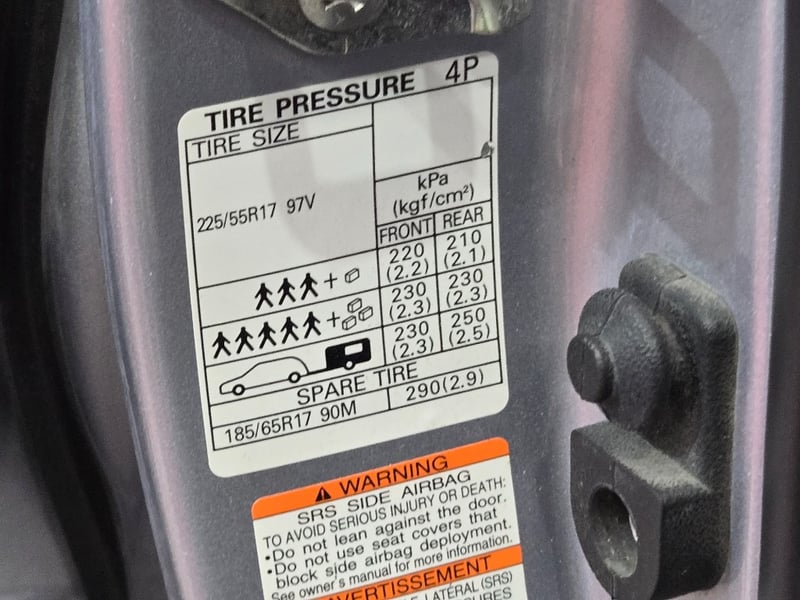 TIRE PRESSURE 4P
TIRE SIZE
kPa
(kgf/cm²)
225/55R17 97V
FRONT REAR
220 210
(2.2) (2.1)
+
230 230
(2.3) (2.3)
+
230 250
(2.3) (2.5)
SPARE TIRE
185/65R17 90M 290(2.9)
WARNING
SRS SIDE AIRBAG
TO AVOID SERIOUS INJURY OR DEATH:
•Do not lean against the door.
•Do not use seat covers that
block side airbag deployment.
See owner's manual for more information.
VERTISSEMENT
LATÉRAL (SRS)